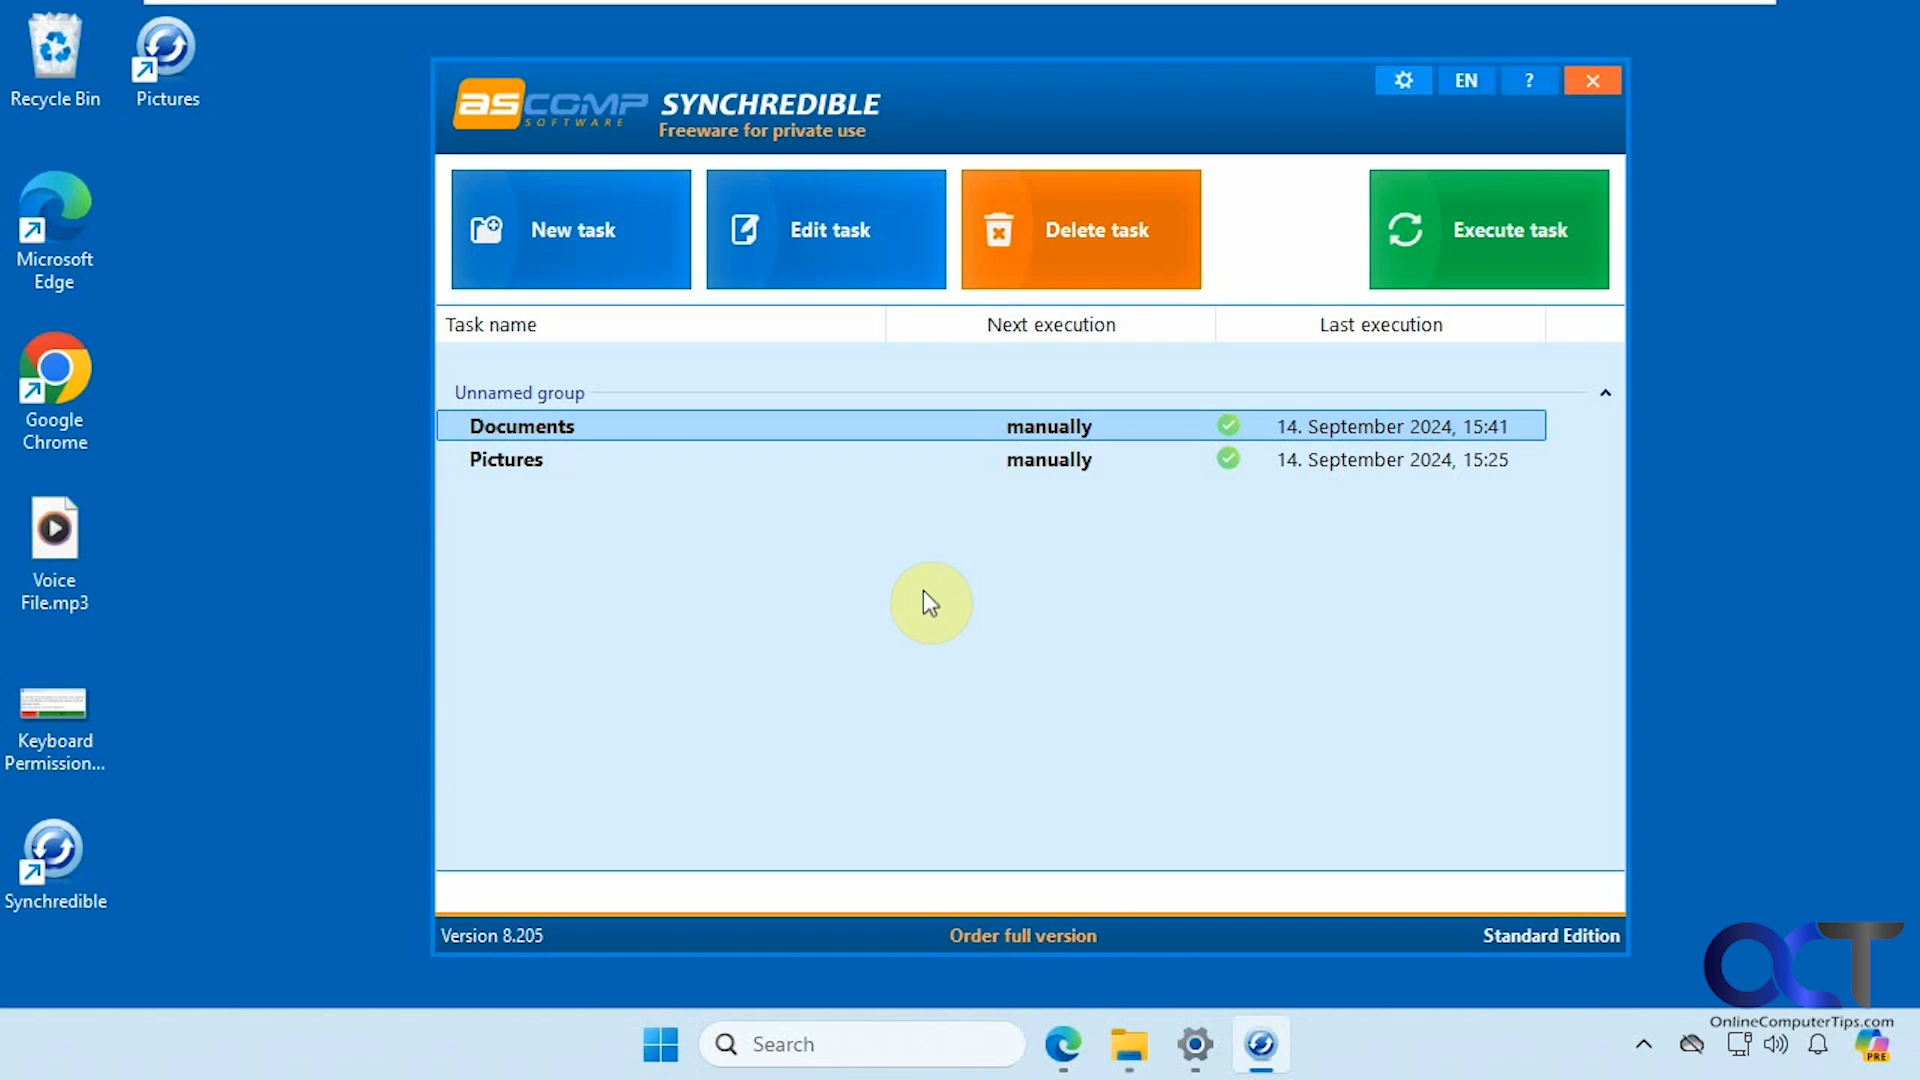 Recycle Bin
Pictures
Microsoft
Edge
Google
Chrome
Voice
File.mp3
Keyboard
Permission...
Synchredible
ascomp
SOFTWARE
SYNCHREDIBLE
Freeware for private use
EN
?
New task
Edit task
Delete task
Execute task
Task name
Next execution
Last execution
Unnamed group
Documents manually 14. September 2024, 15:41
Pictures manually 14. September 2024, 15:25
Version 8.205
Order full version
Standard Edition
OCT
OnlineComputerTips.com
Search
PRE